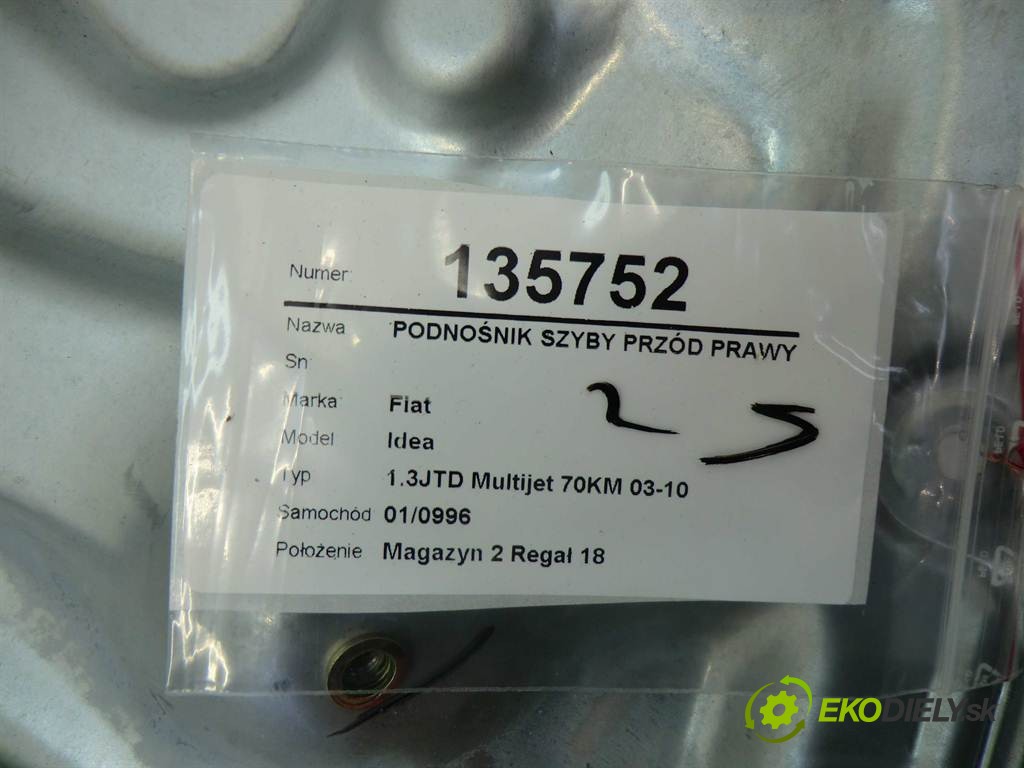 Numer: 135752
Nazwa PODNOŚNIK SZYBY PRZÓD PRAWY
Sn:
Marka: Fiat
Model Idea
Typ 1.3JTD Multijet 70KM 03-10
Samochód 01/0996
Położenie Magazyn 2 Regał 18
2 5
EKODIELY.sk